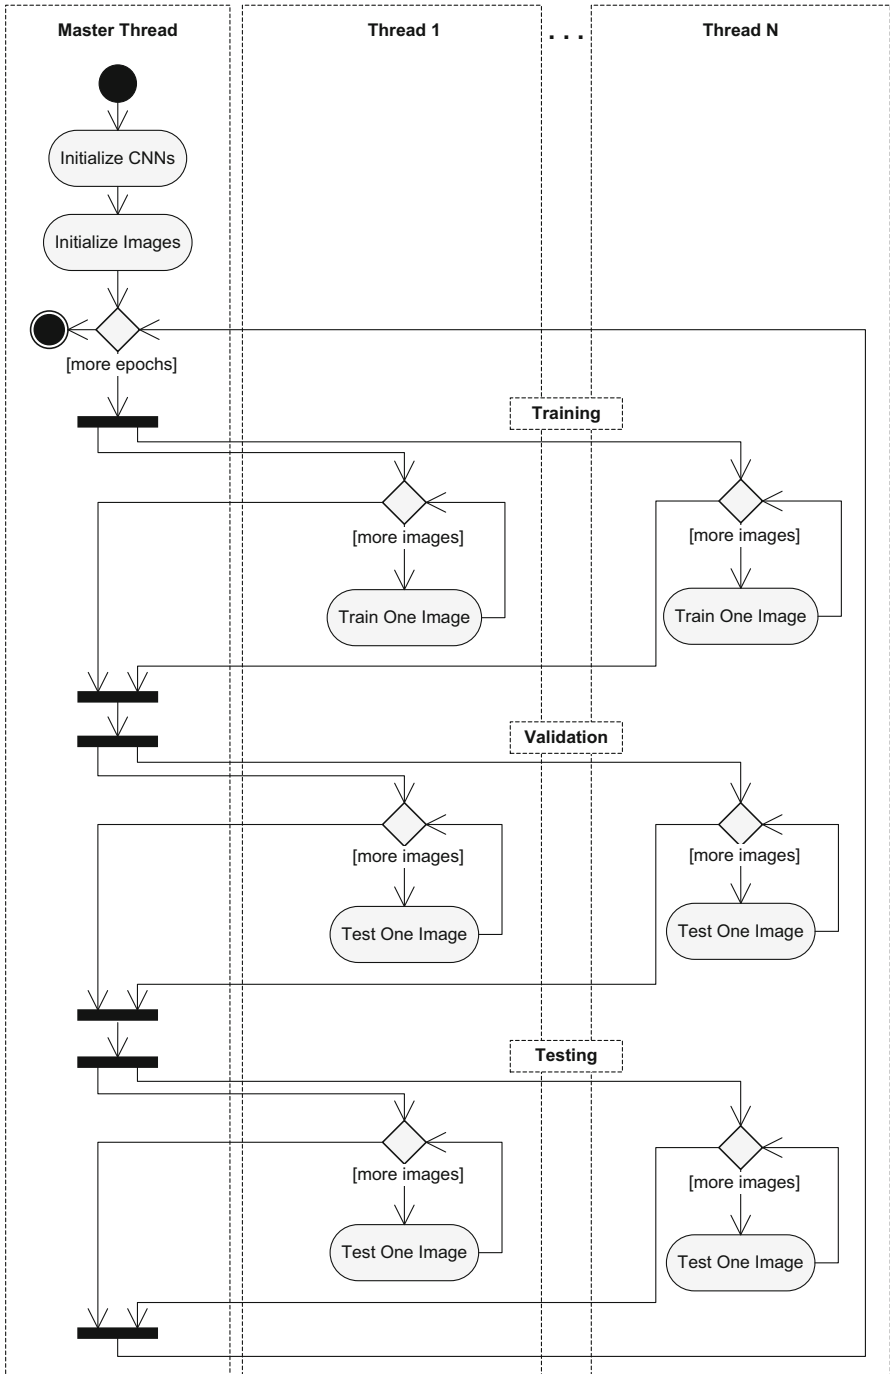 Master Thread
Thread 1
. . .
Thread N
Initialize CNNs
Initialize Images
[more epochs]
Training
[more images]
[more images]
Train One Image
Train One Image
Validation
[more images]
[more images]
Test One Image
Test One Image
Testing
[more images]
[more images]
Test One Image
Test One Image